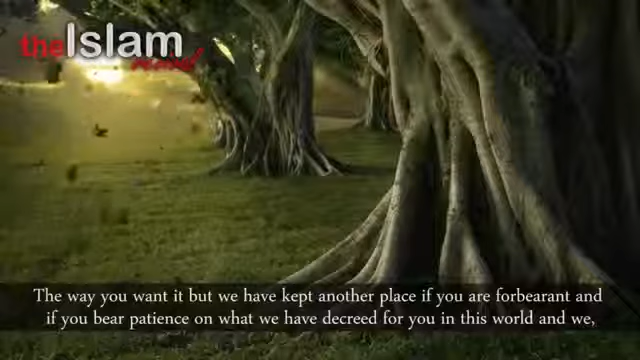 theIslam
The way you want it but we have kept another place if you are forbearant and
if you bear patience on what we have decreed for you in this world and we,